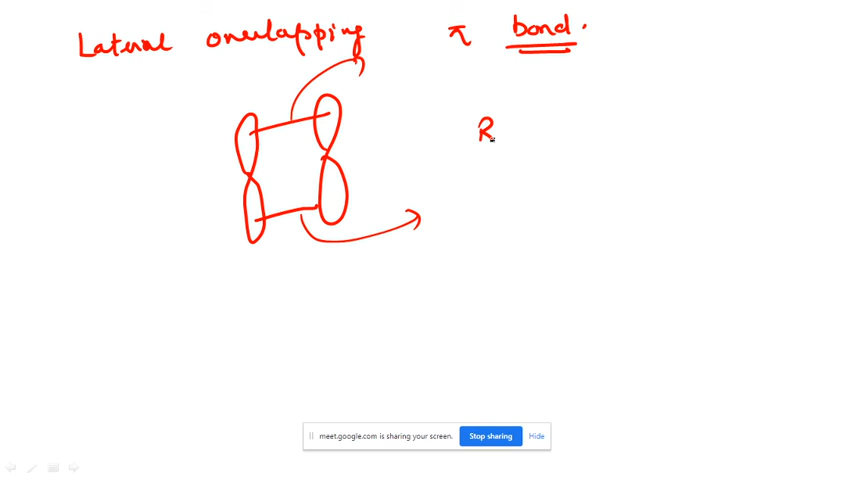 Lateral overlapping π bond.
R
meet.google.com is sharing your screen. Stop sharing Hide